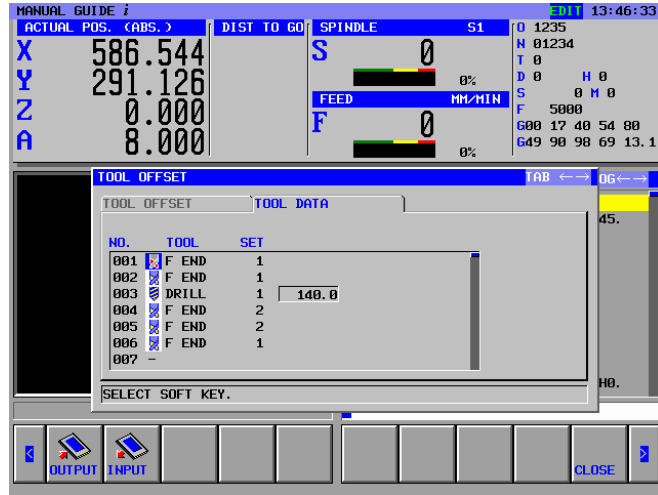 MANUAL GUIDE i EDIT 13:46:33
ACTUAL POS. (ABS.) DIST TO GO SPINDLE S1 O 1235
X 586.544 S 0 N 01234
T 0
Y 291.126 0% D 0 H 0
FEED MM/MIN S 0 M 0
Z 0.000 F 0 F 5000
G00 17 40 54 80
A 8.000 0% G49 90 98 69 13.1
TOOL OFFSET TAB ←→ OG←→
TOOL OFFSET TOOL DATA
45.
NO. TOOL SET
001 F END 1
002 F END 1
003 DRILL 1 140.0
004 F END 2
005 F END 2
006 F END 1
007 -
H0.
SELECT SOFT KEY.
< OUTPUT INPUT CLOSE >